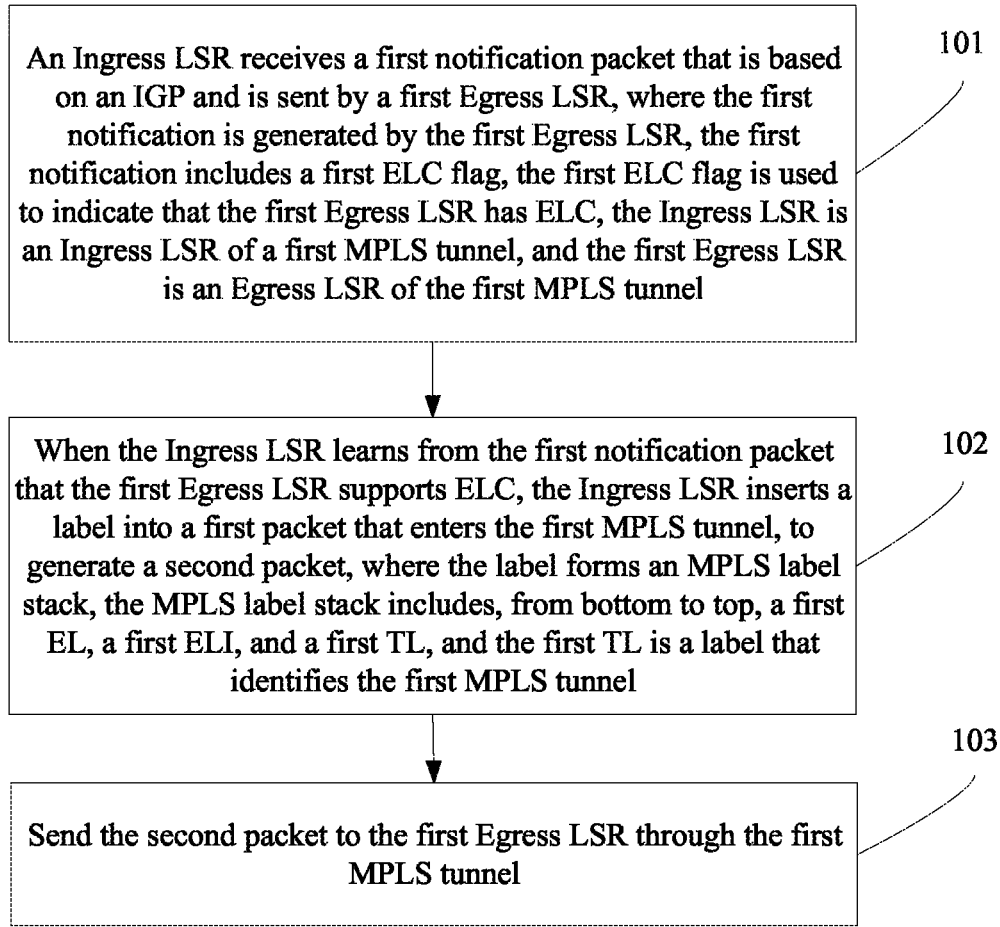 An Ingress LSR receives a first notification packet that is based
on an IGP and is sent by a first Egress LSR, where the first
notification is generated by the first Egress LSR, the first
notification includes a first ELC flag, the first ELC flag is used
to indicate that the first Egress LSR has ELC, the Ingress LSR is
an Ingress LSR of a first MPLS tunnel, and the first Egress LSR
is an Egress LSR of the first MPLS tunnel
101
When the Ingress LSR learns from the first notification packet
that the first Egress LSR supports ELC, the Ingress LSR inserts a
label into a first packet that enters the first MPLS tunnel, to
generate a second packet, where the label forms an MPLS label
stack, the MPLS label stack includes, from bottom to top, a first
EL, a first ELI, and a first TL, and the first TL is a label that
identifies the first MPLS tunnel
102
Send the second packet to the first Egress LSR through the first
MPLS tunnel
103